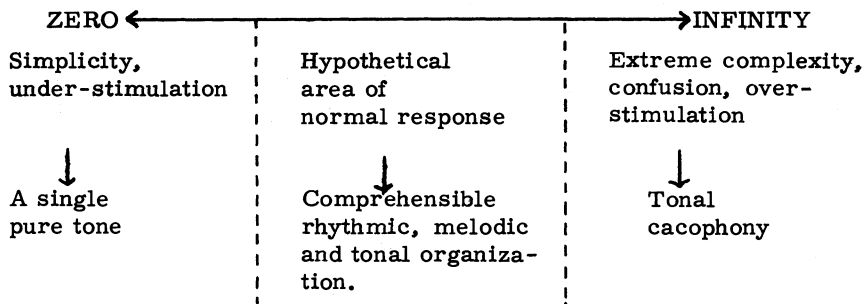 ZERO INFINITY
Simplicity,
under-stimulation
Hypothetical
area of
normal response
Extreme complexity,
confusion, over-
stimulation
A single
pure tone
Comprehensible
rhythmic, melodic
and tonal organiza-
tion.
Tonal
cacophony